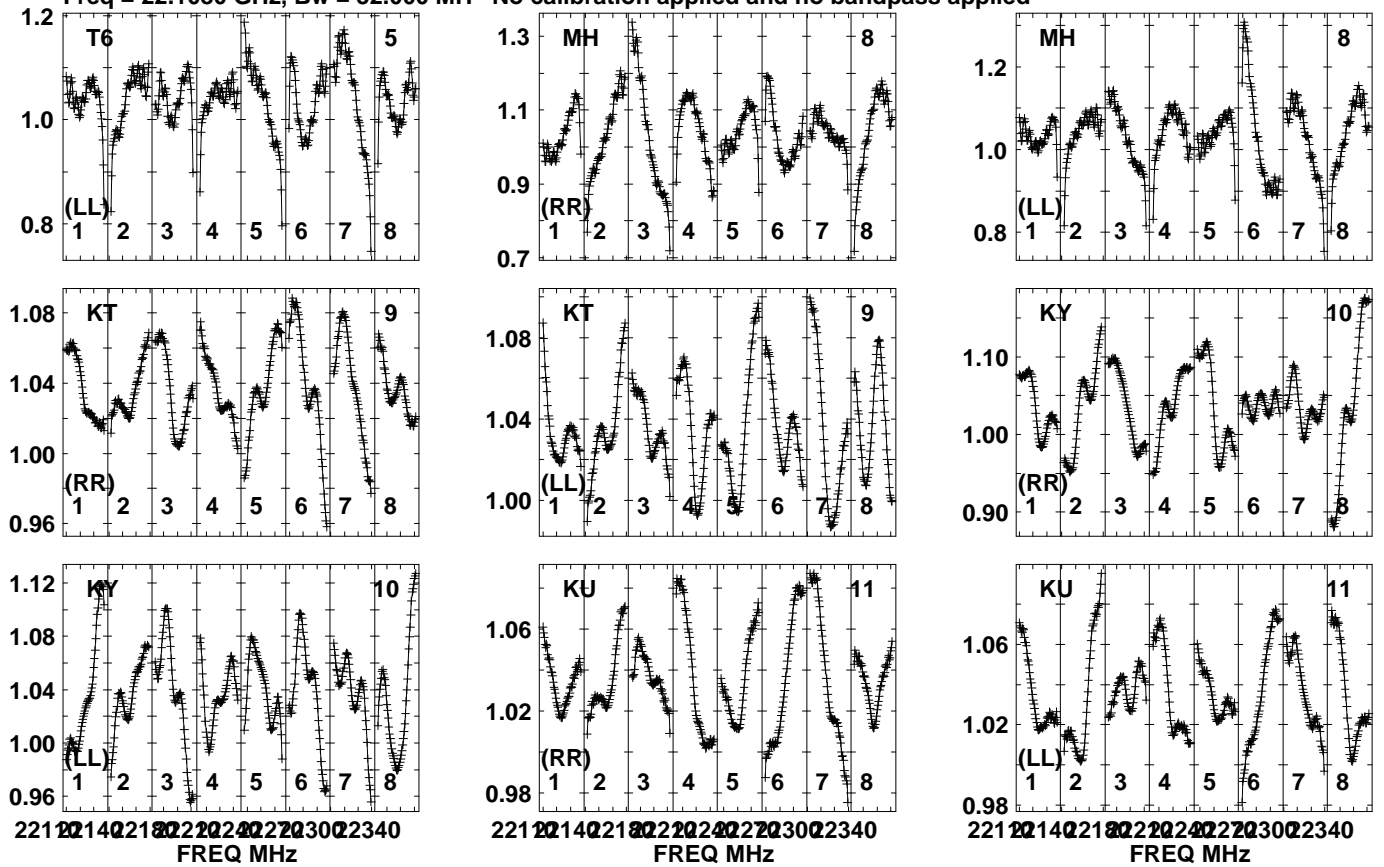 Freq = 22.1080 GHz, Bw = 32.000 MH No calibration applied and no bandpass applied
1.2
T6
5
1.0
0.8
(LL)
1 2 3 4 5 6 7 8
1.3
MH
8
1.1
0.9
0.7
(RR)
1 2 3 4 5 6 7 8
MH
8
1.2
1.0
0.8
(LL)
1 2 3 4 5 6 7 8
1.08
KT
9
1.04
1.00
0.96
(RR)
1 2 3 4 5 6 7 8
KT
9
1.08
1.04
1.00
(LL)
1 2 3 4 5 6 7 8
KY
10
1.10
1.00
0.90
(RR)
1 2 3 4 5 6 7 8
1.12
KY
10
1.08
1.04
1.00
0.96
(LL)
1 2 3 4 5 6 7 8
KU
11
1.06
1.02
0.98
(RR)
1 2 3 4 5 6 7 8
KU
11
1.06
1.02
0.98
(LL)
1 2 3 4 5 6 7 8
22340
FREQ MHz
22340
FREQ MHz